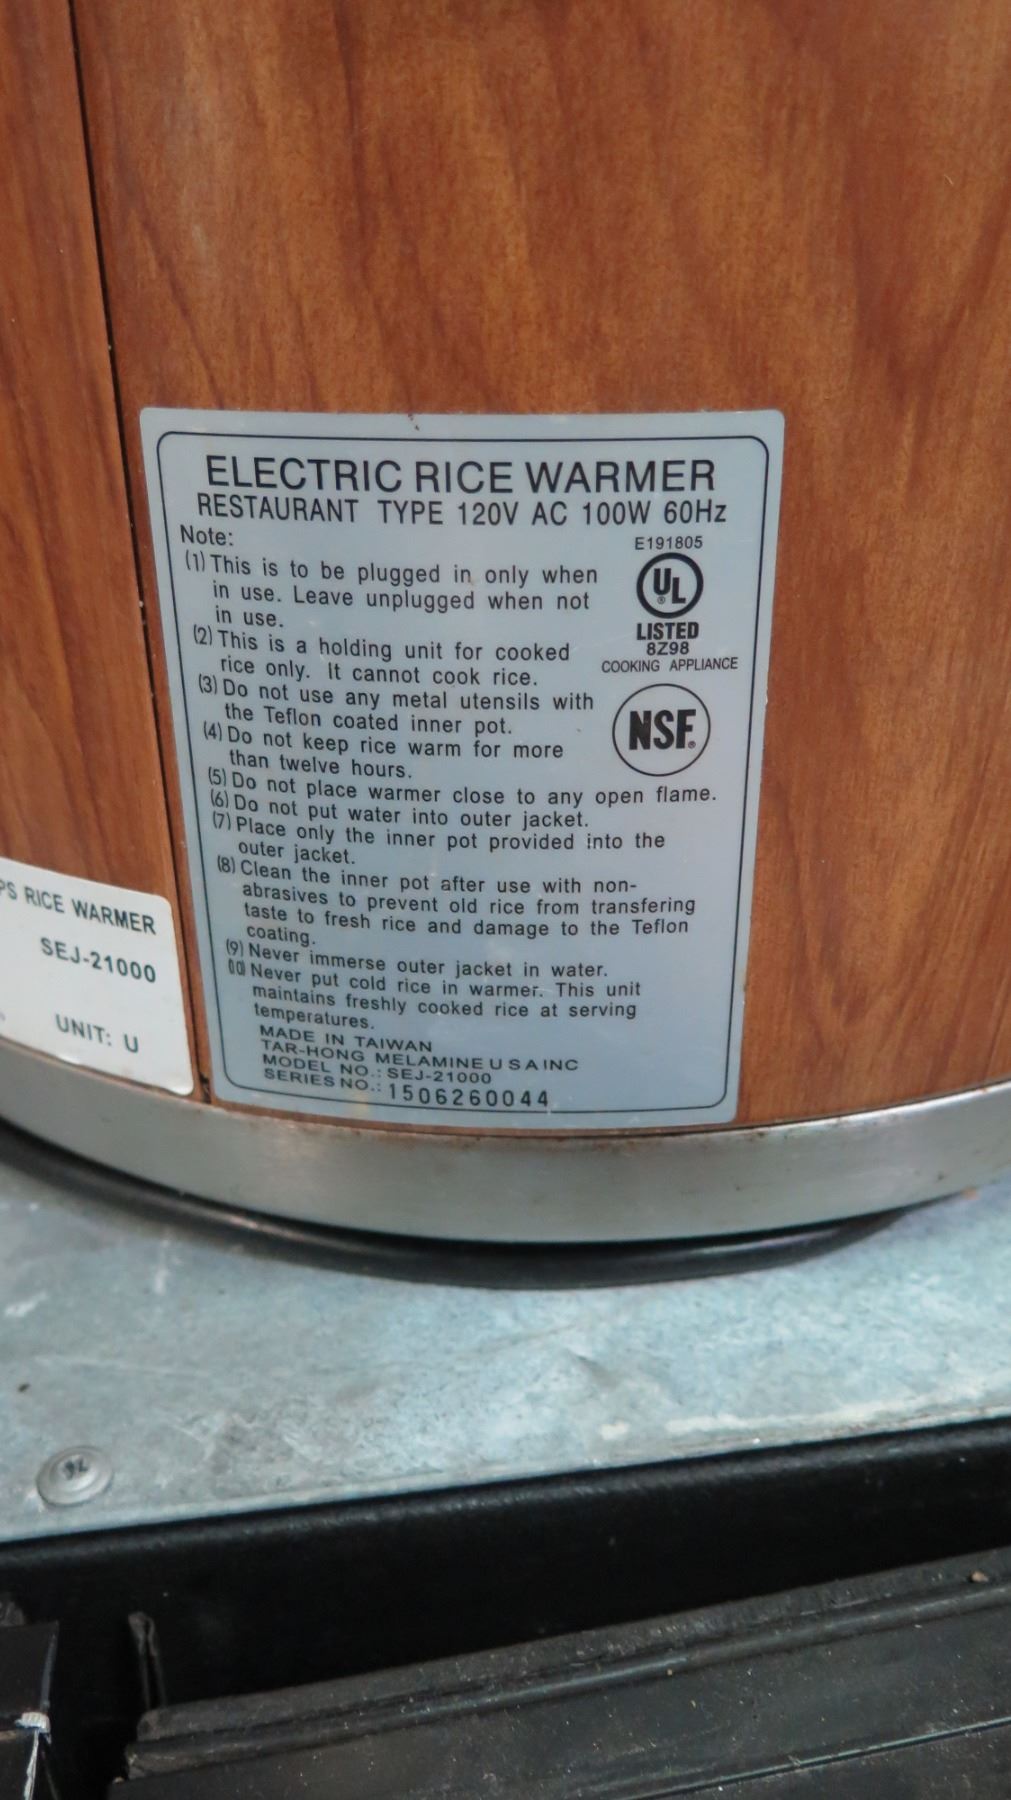 ELECTRIC RICE WARMER
RESTAURANT TYPE 120V AC 100W 60Hz
Note:
E191805
(1) This is to be plugged in only when
in use. Leave unplugged when not
in use.
UL
®
LISTED
8Z98
COOKING APPLIANCE
(2) This is a holding unit for cooked
rice only. It cannot cook rice.
(3) Do not use any metal utensils with
the Teflon coated inner pot.
NSF®
(4) Do not keep rice warm for more
than twelve hours.
(5) Do not place warmer close to any open flame.
(6) Do not put water into outer jacket.
(7) Place only the inner pot provided into the
outer jacket.
(8) Clean the inner pot after use with non-
abrasives to prevent old rice from transfering
taste to fresh rice and damage to the Teflon
coating.
(9) Never immerse outer jacket in water.
(10) Never put cold rice in warmer. This unit
maintains freshly cooked rice at serving
temperatures.
MADE IN TAIWAN
TAR-HONG MELAMINE U S A INC
MODEL NO.: SEJ-21000
SERIES NO.: 1506260044
PS RICE WARMER
SEJ-21000
UNIT: U